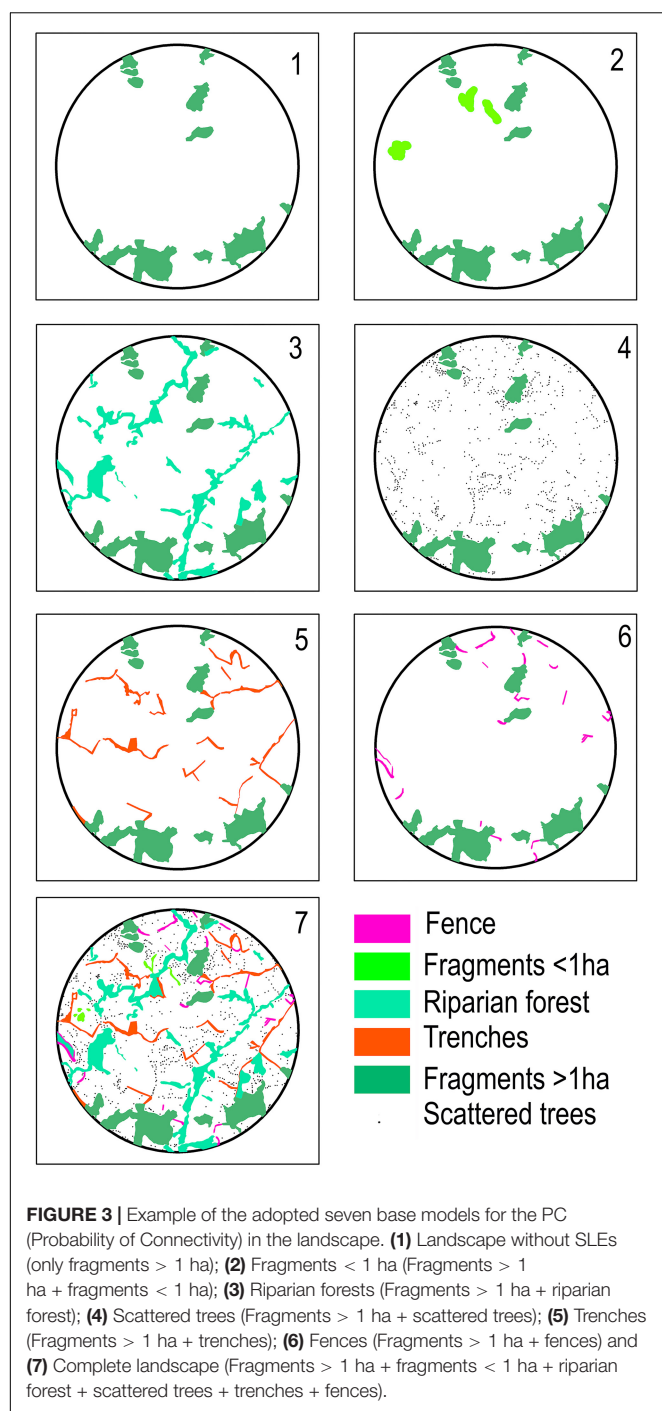 1
2
3
4
5
6
7
Fence
Fragments <1ha
Riparian forest
Trenches
Fragments >1ha
Scattered trees
FIGURE 3 | Example of the adopted seven base models for the PC
(Probability of Connectivity) in the landscape. (1) Landscape without SLEs
(only fragments > 1 ha); (2) Fragments < 1 ha (Fragments > 1
ha + fragments < 1 ha); (3) Riparian forests (Fragments > 1 ha + riparian
forest); (4) Scattered trees (Fragments > 1 ha + scattered trees); (5) Trenches
(Fragments > 1 ha + trenches); (6) Fences (Fragments > 1 ha + fences) and
(7) Complete landscape (Fragments > 1 ha + fragments < 1 ha + riparian
forest + scattered trees + trenches + fences).